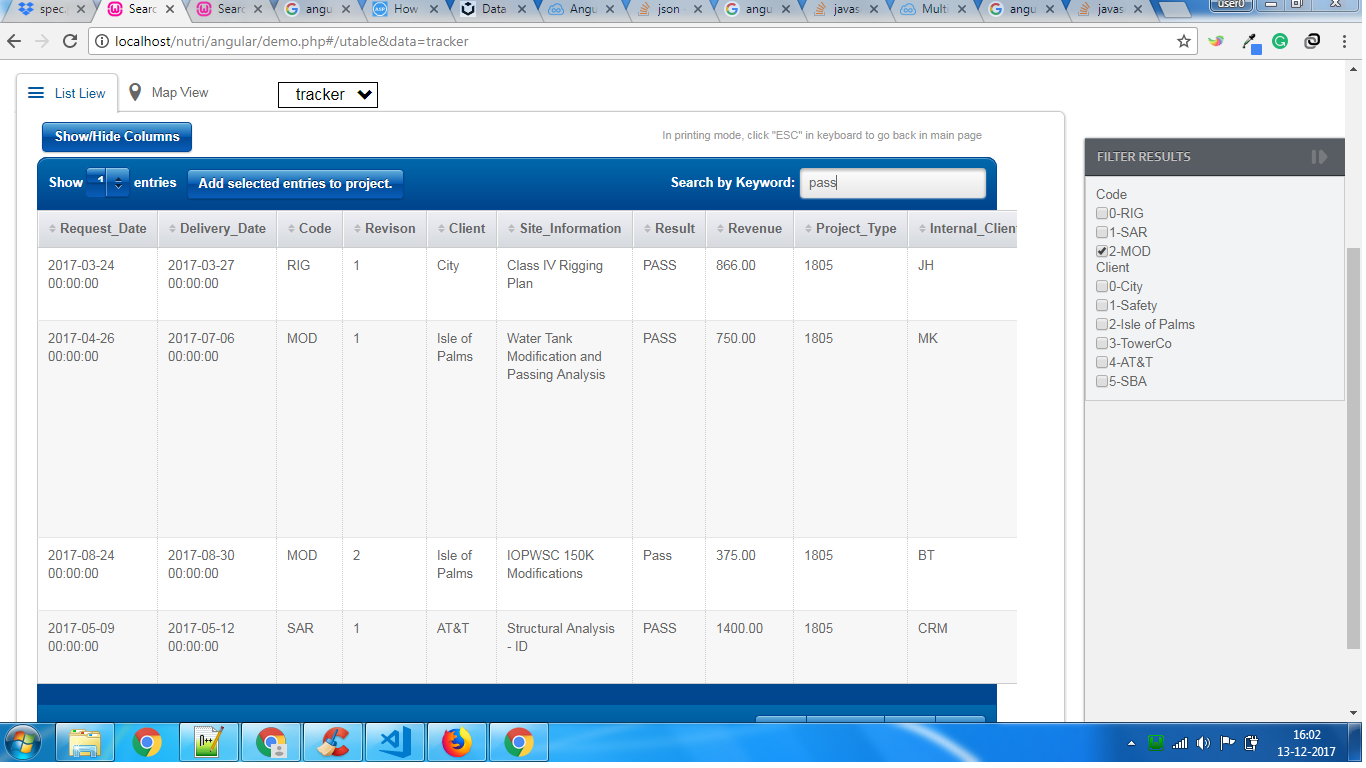 spec. Searc Searc angu How Data Angu json angu javas Multi angu javas user0
localhost/nutri/angular/demo.php#/utable&data=tracker
List Liew Map View tracker
Show/Hide Columns In printing mode, click "ESC" in keyboard to go back in main page
Show 1 entries Add selected entries to project. Search by Keyword: pass
Request_Date Delivery_Date Code Revison Client Site_Information Result Revenue Project_Type Internal_Clien
2017-03-24 2017-03-27 RIG 1 City Class IV Rigging PASS 866.00 1805 JH
00:00:00 00:00:00 Plan
2017-04-26 2017-07-06 MOD 1 Isle of Water Tank PASS 750.00 1805 MK
00:00:00 00:00:00 Palms Modification and
Passing Analysis
2017-08-24 2017-08-30 MOD 2 Isle of IOPWSC 150K Pass 375.00 1805 BT
00:00:00 00:00:00 Palms Modifications
2017-05-09 2017-05-12 SAR 1 AT&T Structural Analysis PASS 1400.00 1805 CRM
00:00:00 00:00:00 - ID
FILTER RESULTS
Code
0-RIG
1-SAR
2-MOD
Client
0-City
1-Safety
2-Isle of Palms
3-TowerCo
4-AT&T
5-SBA
16:02
13-12-2017